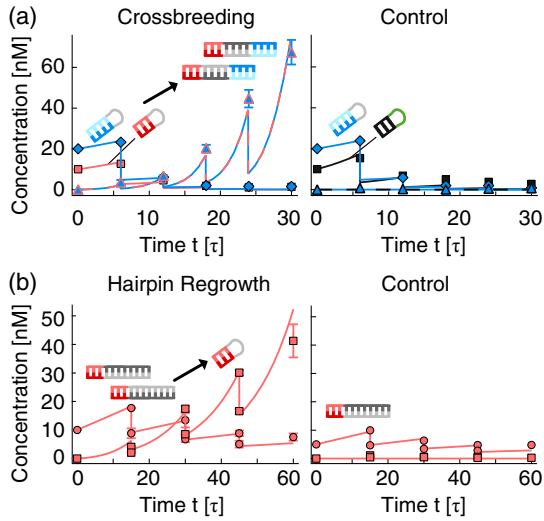 (a) Crossbreeding Control
Concentration [nM]
60
40
20
0
0 10 20 30 0 10 20 30
Time t [τ] Time t [τ]
(b) Hairpin Regrowth Control
Concentration [nM]
50
40
30
20
10
0
0 20 40 60 0 20 40 60
Time t [τ] Time t [τ]